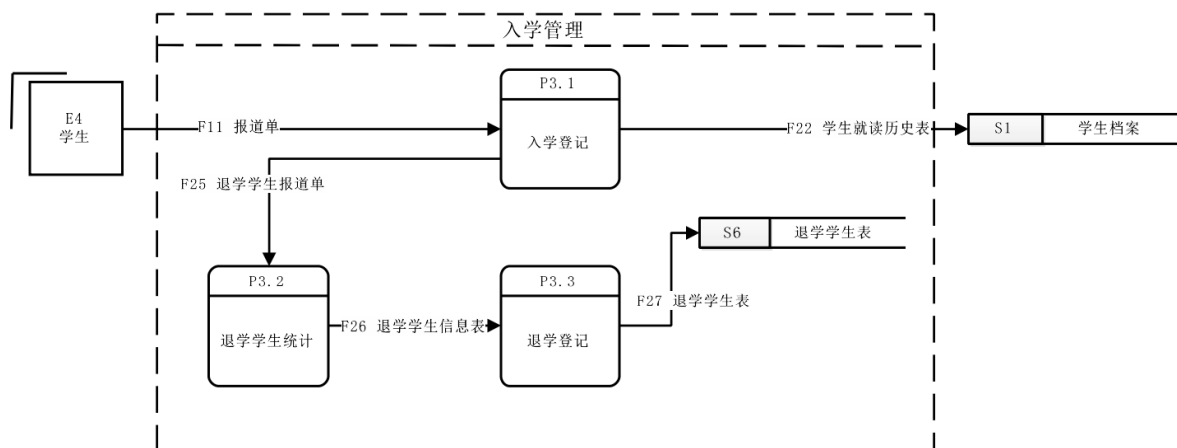 入学管理
P3.1
E4
学生
F11 报道单
入学登记
F22 学生就读历史表
S1
学生档案
F25 退学学生报道单
S6
退学学生表
P3.2
P3.3
F27 退学学生表
退学学生统计
F26 退学学生信息表
退学登记